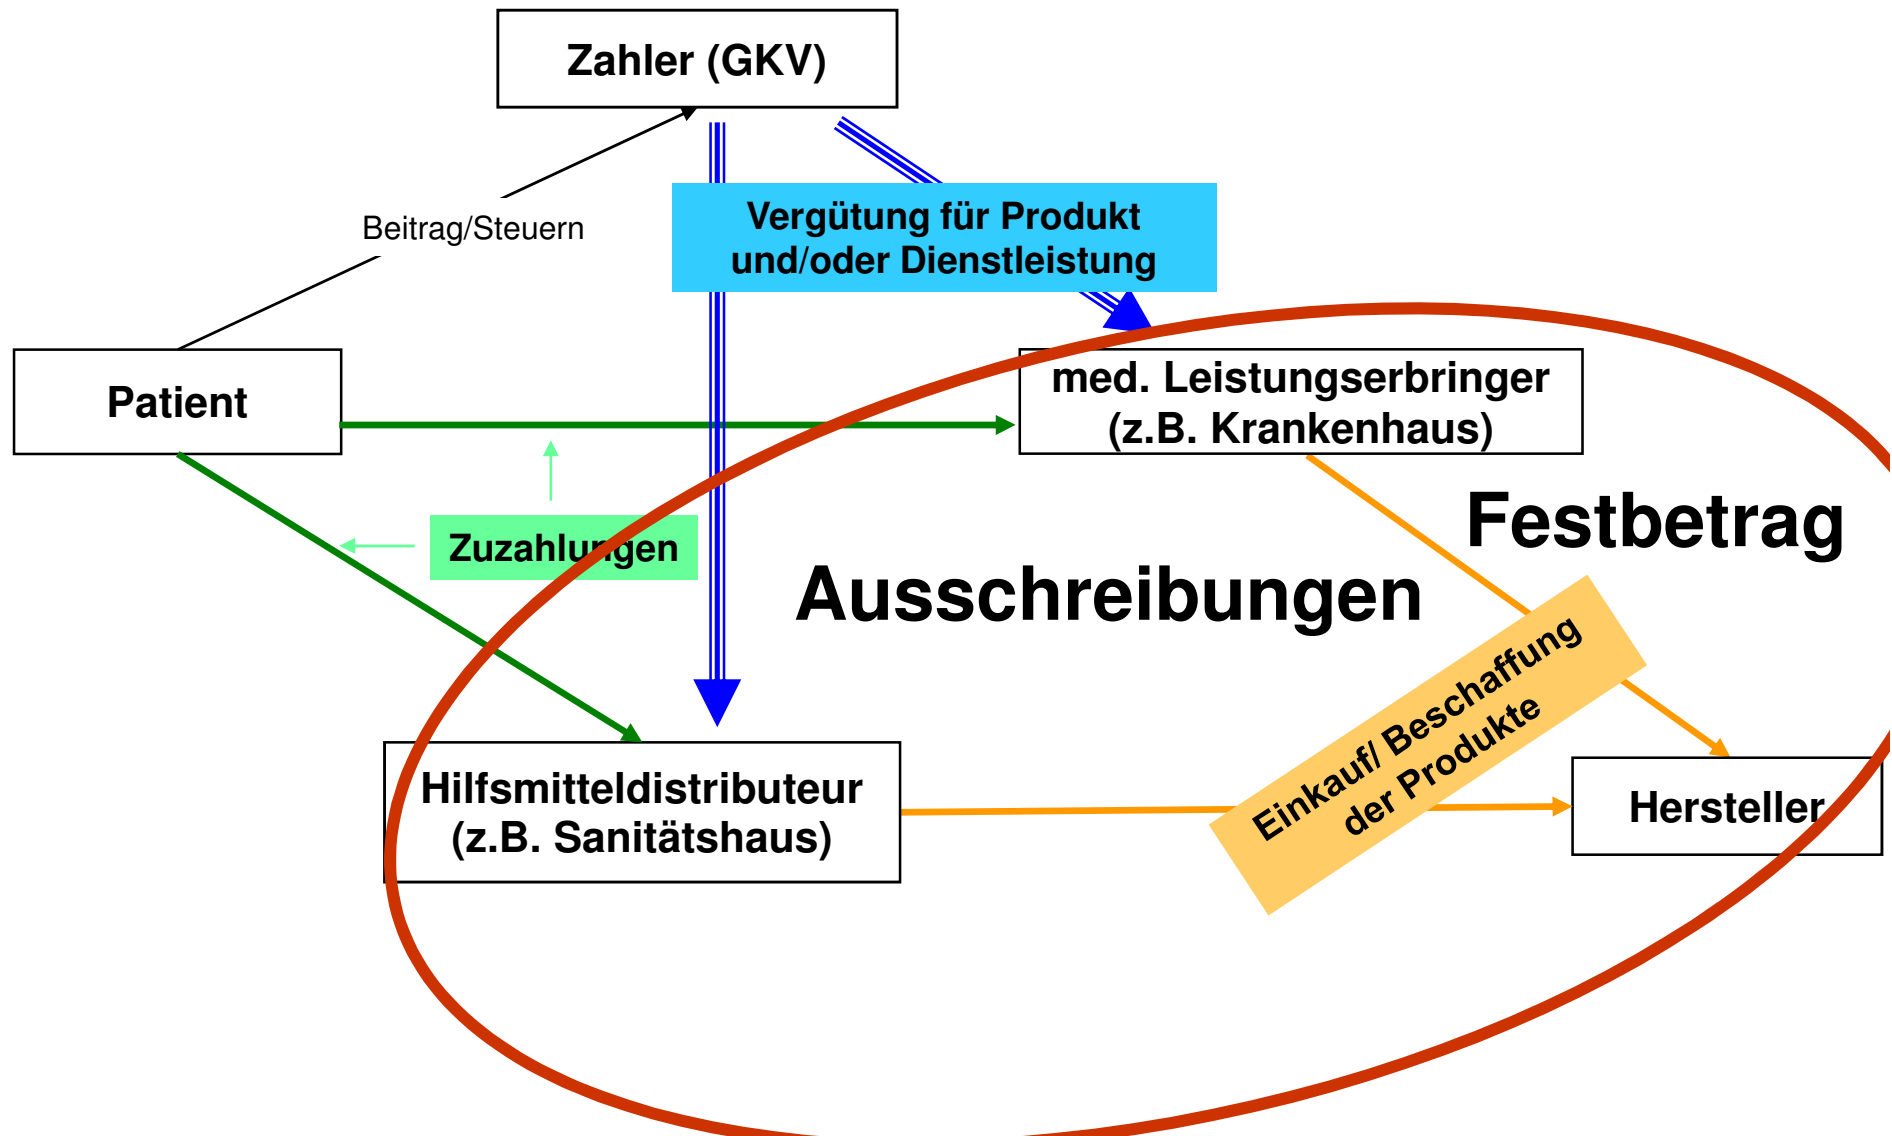 Zahler (GKV)
Beitrag/Steuern
Vergütung für Produkt
und/oder Dienstleistung
Patient
med. Leistungserbringer
(z.B. Krankenhaus)
Zuzahlungen
Festbetrag
Ausschreibungen
Einkauf/ Beschaffung
der Produkte
Hilfsmitteldistributeur
(z.B. Sanitätshaus)
Hersteller